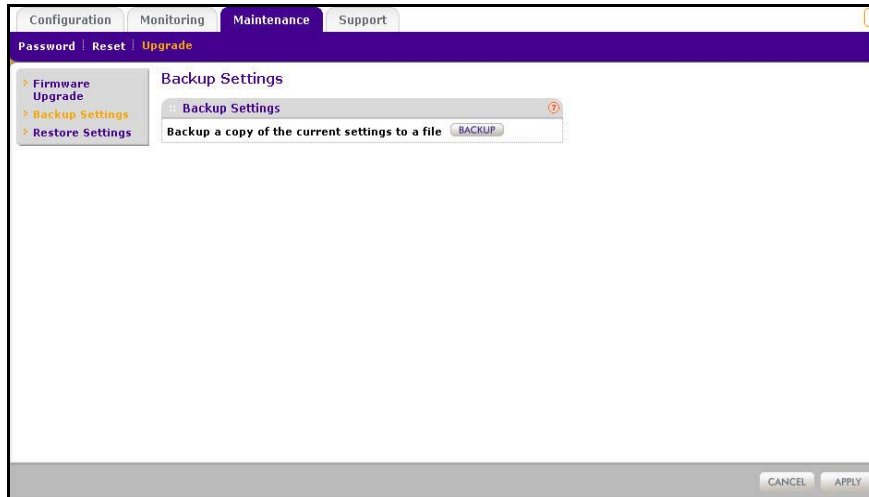 Configuration Monitoring Maintenance Support
Password Reset Upgrade
Firmware
Upgrade
Backup Settings
Restore Settings
Backup Settings
Backup Settings ?
Backup a copy of the current settings to a file BACKUP
CANCEL APPLY